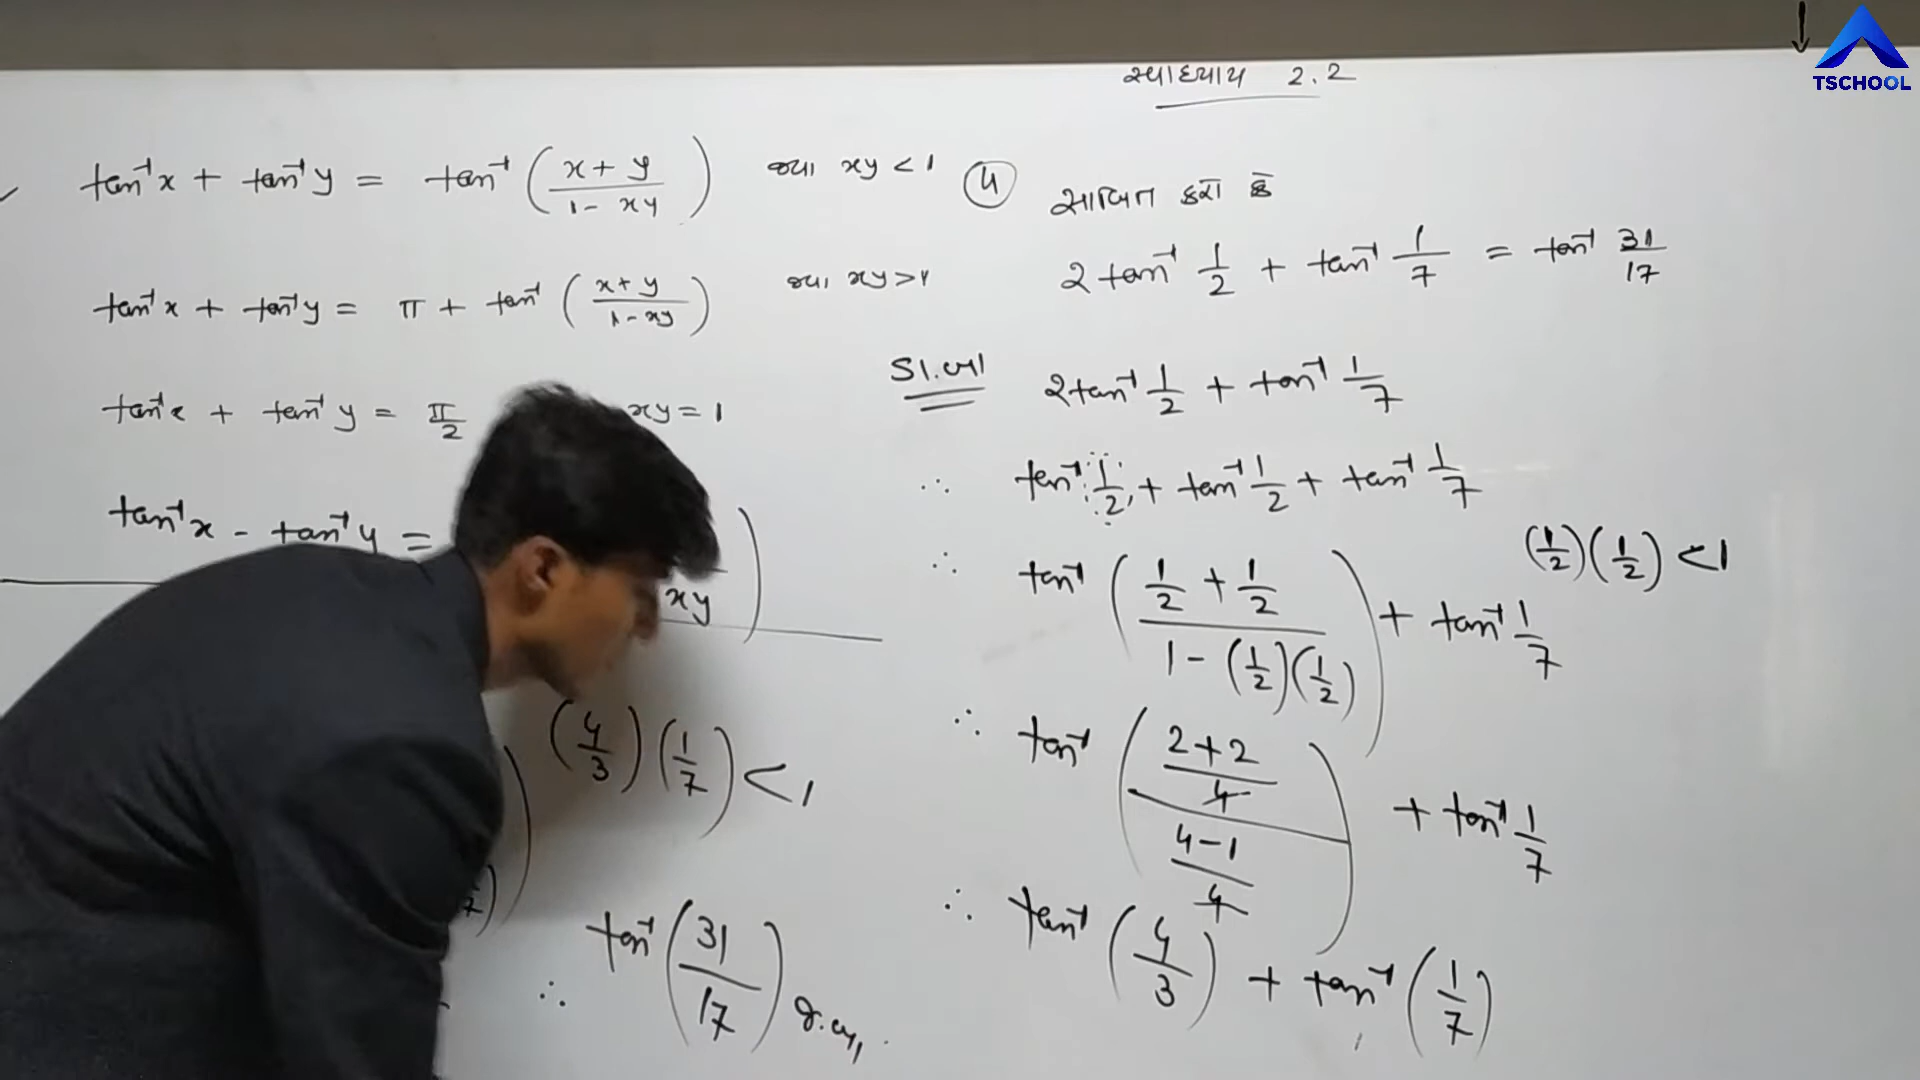 TSCHOOL
સ્વાધ્યાય 2.2
tan⁻¹x + tan⁻¹y = tan⁻¹ ((x + y)/(1 - xy)) જ્યાં xy < 1
tan⁻¹x + tan⁻¹y = π + tan⁻¹ ((x + y)/(1 - xy)) જ્યાં xy > 1
tan⁻¹x + tan⁻¹y = π/2 xy = 1
tan⁻¹x - tan⁻¹y =
xy
(4/3)(1/7) < 1
∴ tan⁻¹ (31/17)
(4) સાબિત કરો કે
2 tan⁻¹ 1/2 + tan⁻¹ 1/7 = tan⁻¹ 31/17
ડા.બા 2tan⁻¹ 1/2 + tan⁻¹ 1/7
∴ tan⁻¹ 1/2 + tan⁻¹ 1/2 + tan⁻¹ 1/7
(1/2)(1/2) < 1
∴ tan⁻¹ ((1/2 + 1/2)/(1 - (1/2)(1/2))) + tan⁻¹ 1/7
∴ tan⁻¹ (((2+2)/4)/((4-1)/4)) + tan⁻¹ 1/7
∴ tan⁻¹ (4/3) + tan⁻¹ (1/7)